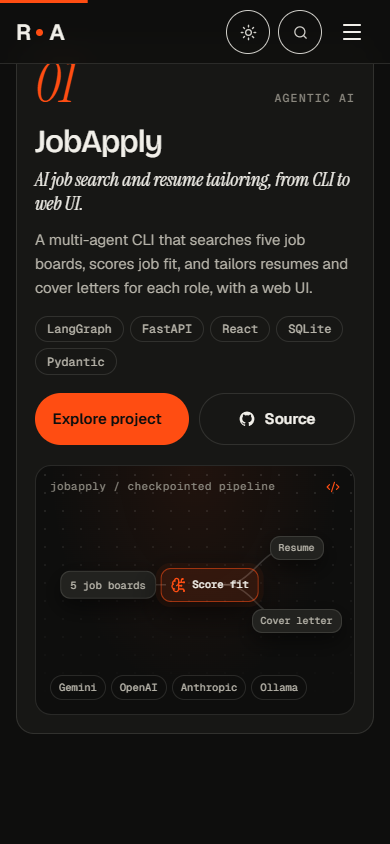 R•A
01
AGENTIC AI
JobApply
AI job search and resume tailoring, from CLI to
web UI.
A multi-agent CLI that searches five job
boards, scores job fit, and tailors resumes and
cover letters for each role, with a web UI.
LangGraph
FastAPI
React
SQLite
Pydantic
Explore project
Source
jobapply / checkpointed pipeline
</>
Resume
5 job boards
Score fit
Cover letter
Gemini
OpenAI
Anthropic
Ollama